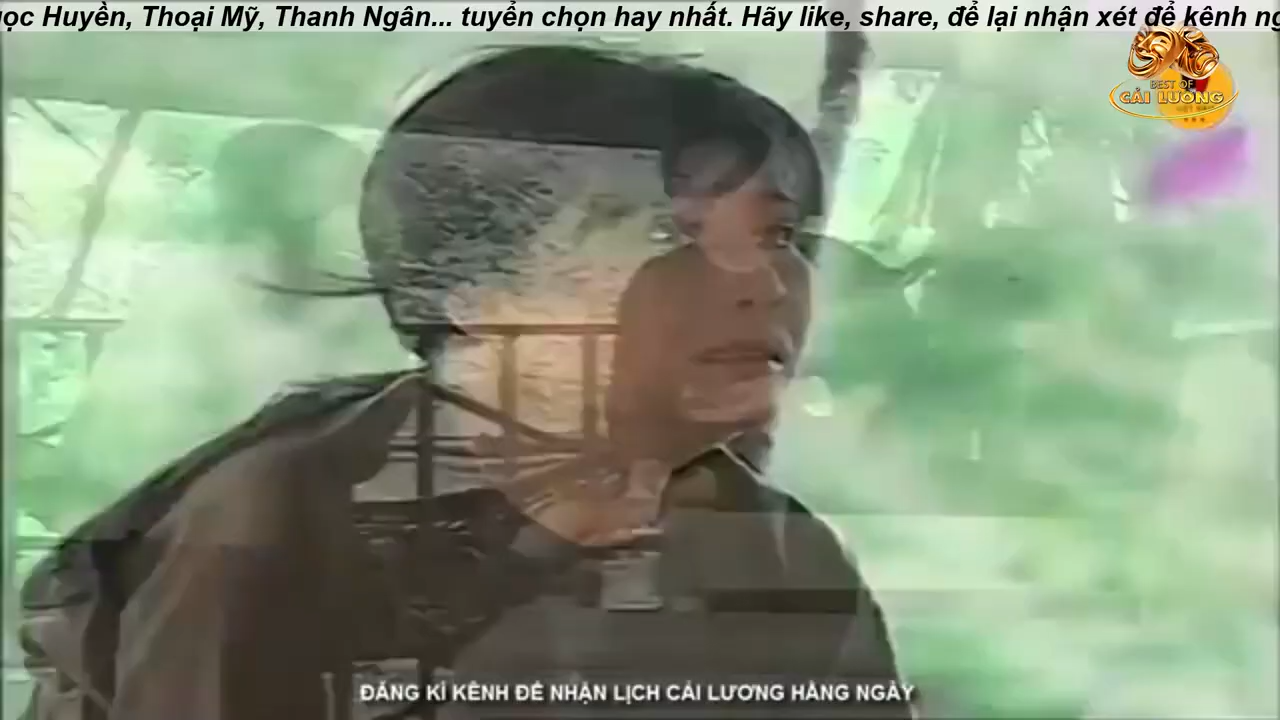 ọc Huyền, Thoại Mỹ, Thanh Ngân... tuyển chọn hay nhất. Hãy like, share, để lại nhận xét để kênh ng
BEST OF
CẢI LƯƠNG
ĐĂNG KÍ KÊNH ĐỂ NHẬN LỊCH CẢI LƯƠNG HÀNG NGÀY